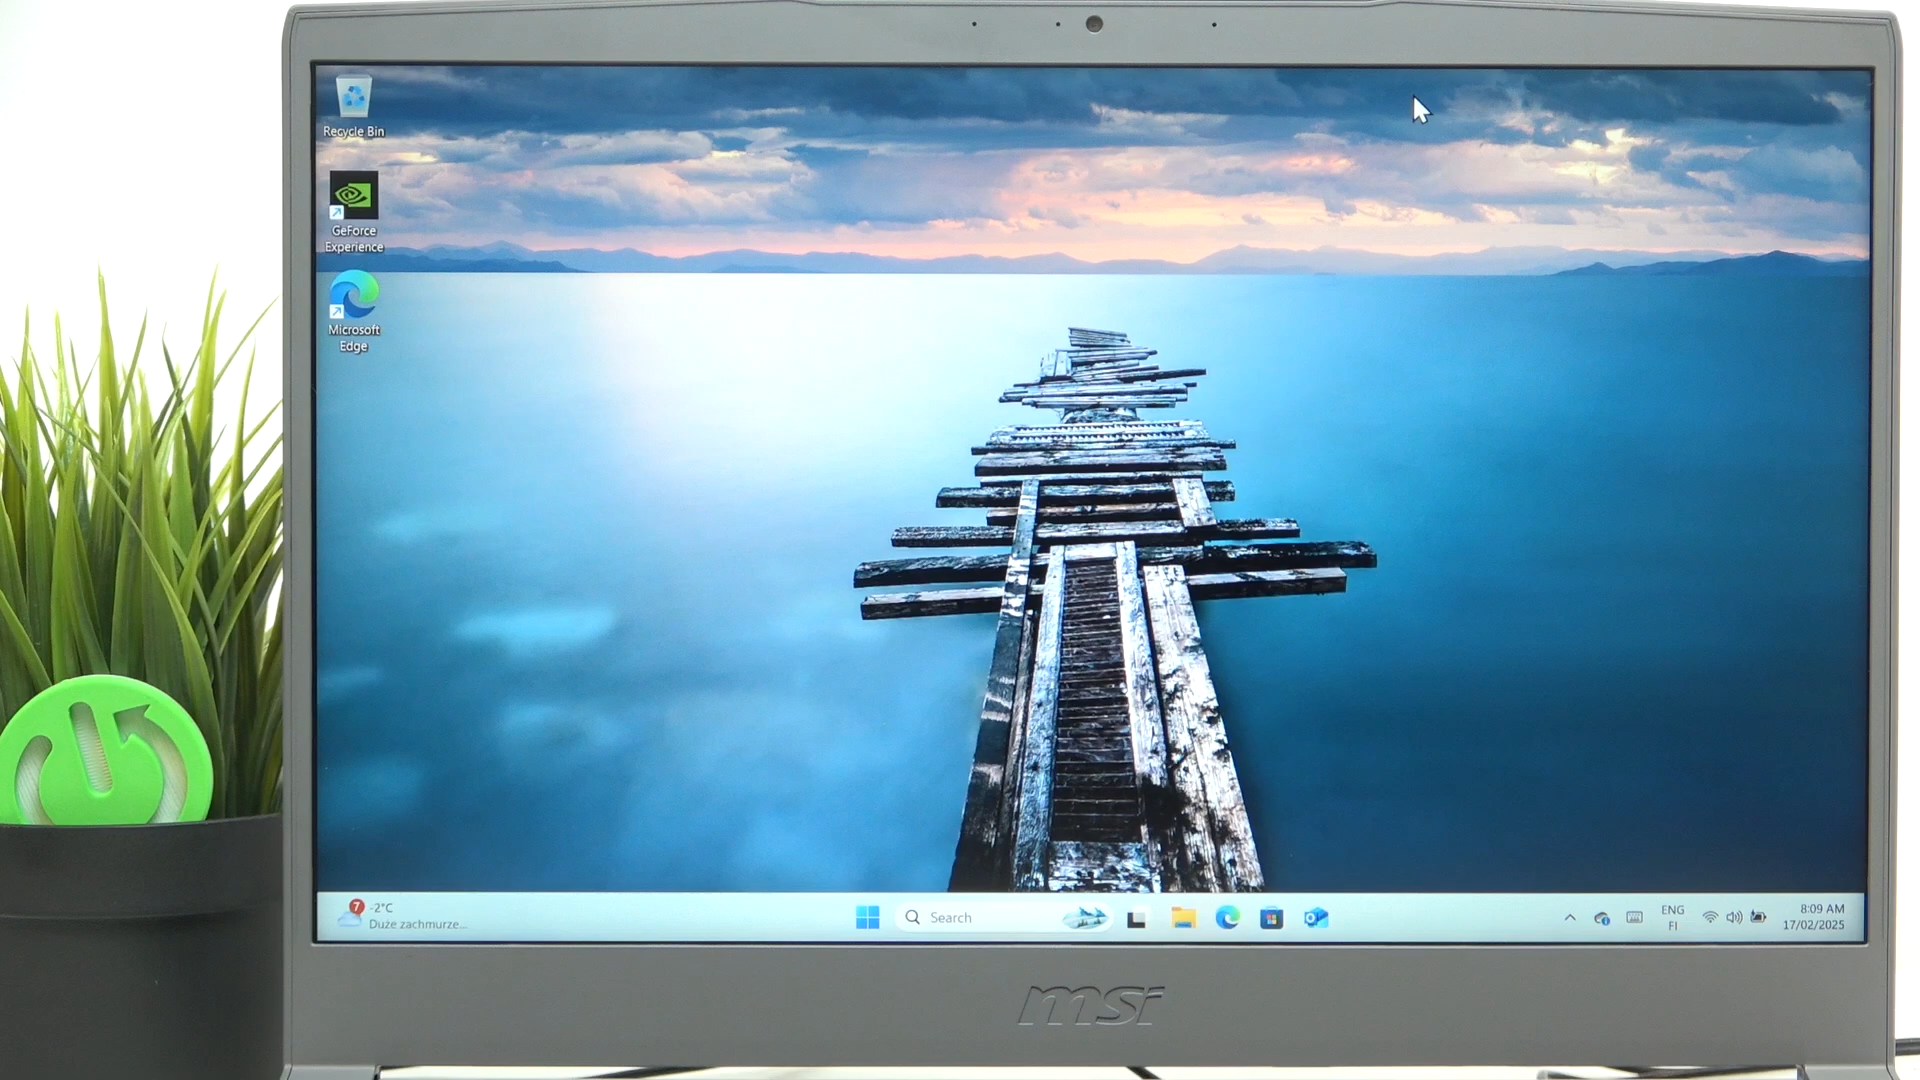 Recycle Bin
GeForce
Experience
Microsoft
Edge
7
-2°C
Duże zachmurze...
Search
ENG
FI
8:09 AM
17/02/2025
msi